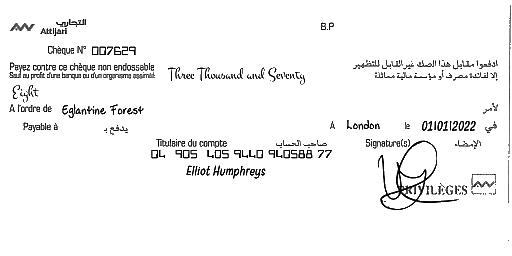 التجاري
Attijari
B.P
Chèque N° 007629
Payez contre ce chèque non endossable
Sauf au profit d'une banque ou d'un organisme assimilé
Three Thousand and Seventy
ادفعوا مقابل هذا الصك غير القابل للتظهير
إلا لفائدة مصرف أو مؤسسة مالية مماثلة
Eight
A l'ordre de Eglantine Forest
لأمر
Payable à يدفع بـ
A London le 01/01/2022 في
Titulaire du compte صاحب الحساب
Signature(s) الإمضاء
04 905 405 9440 940588 77
Elliot Humphreys
PRIVILÈGES